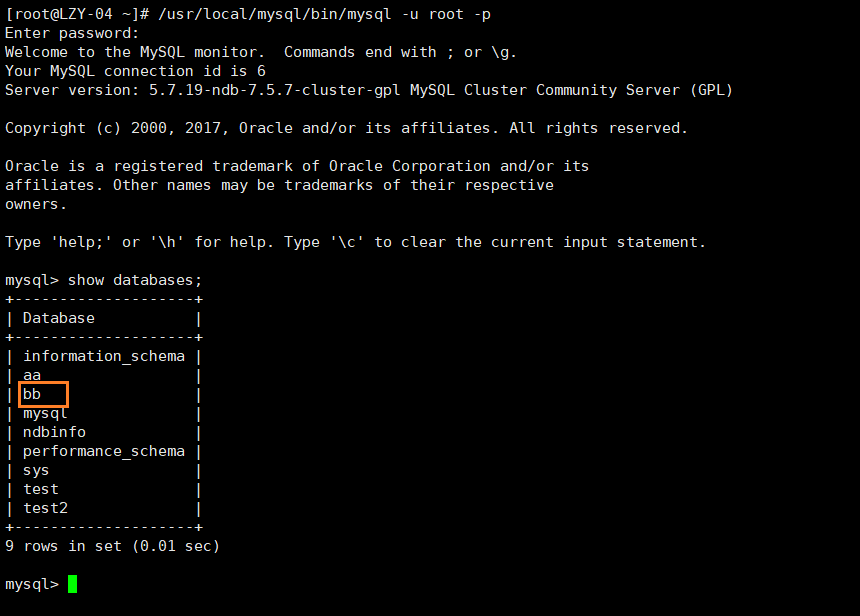 [root@LZY-04 ~]# /usr/local/mysql/bin/mysql -u root -p
Enter password:
Welcome to the MySQL monitor.  Commands end with ; or \g.
Your MySQL connection id is 6
Server version: 5.7.19-ndb-7.5.7-cluster-gpl MySQL Cluster Community Server (GPL)
Copyright (c) 2000, 2017, Oracle and/or its affiliates. All rights reserved.
Oracle is a registered trademark of Oracle Corporation and/or its
affiliates. Other names may be trademarks of their respective
owners.
Type 'help;' or '\h' for help. Type '\c' to clear the current input statement.
mysql> show databases;
+--------------------+
| Database           |
+--------------------+
| information_schema |
| aa                 |
| bb                 |
| mysql              |
| ndbinfo            |
| performance_schema |
| sys                |
| test               |
| test2              |
+--------------------+
9 rows in set (0.01 sec)
mysql>